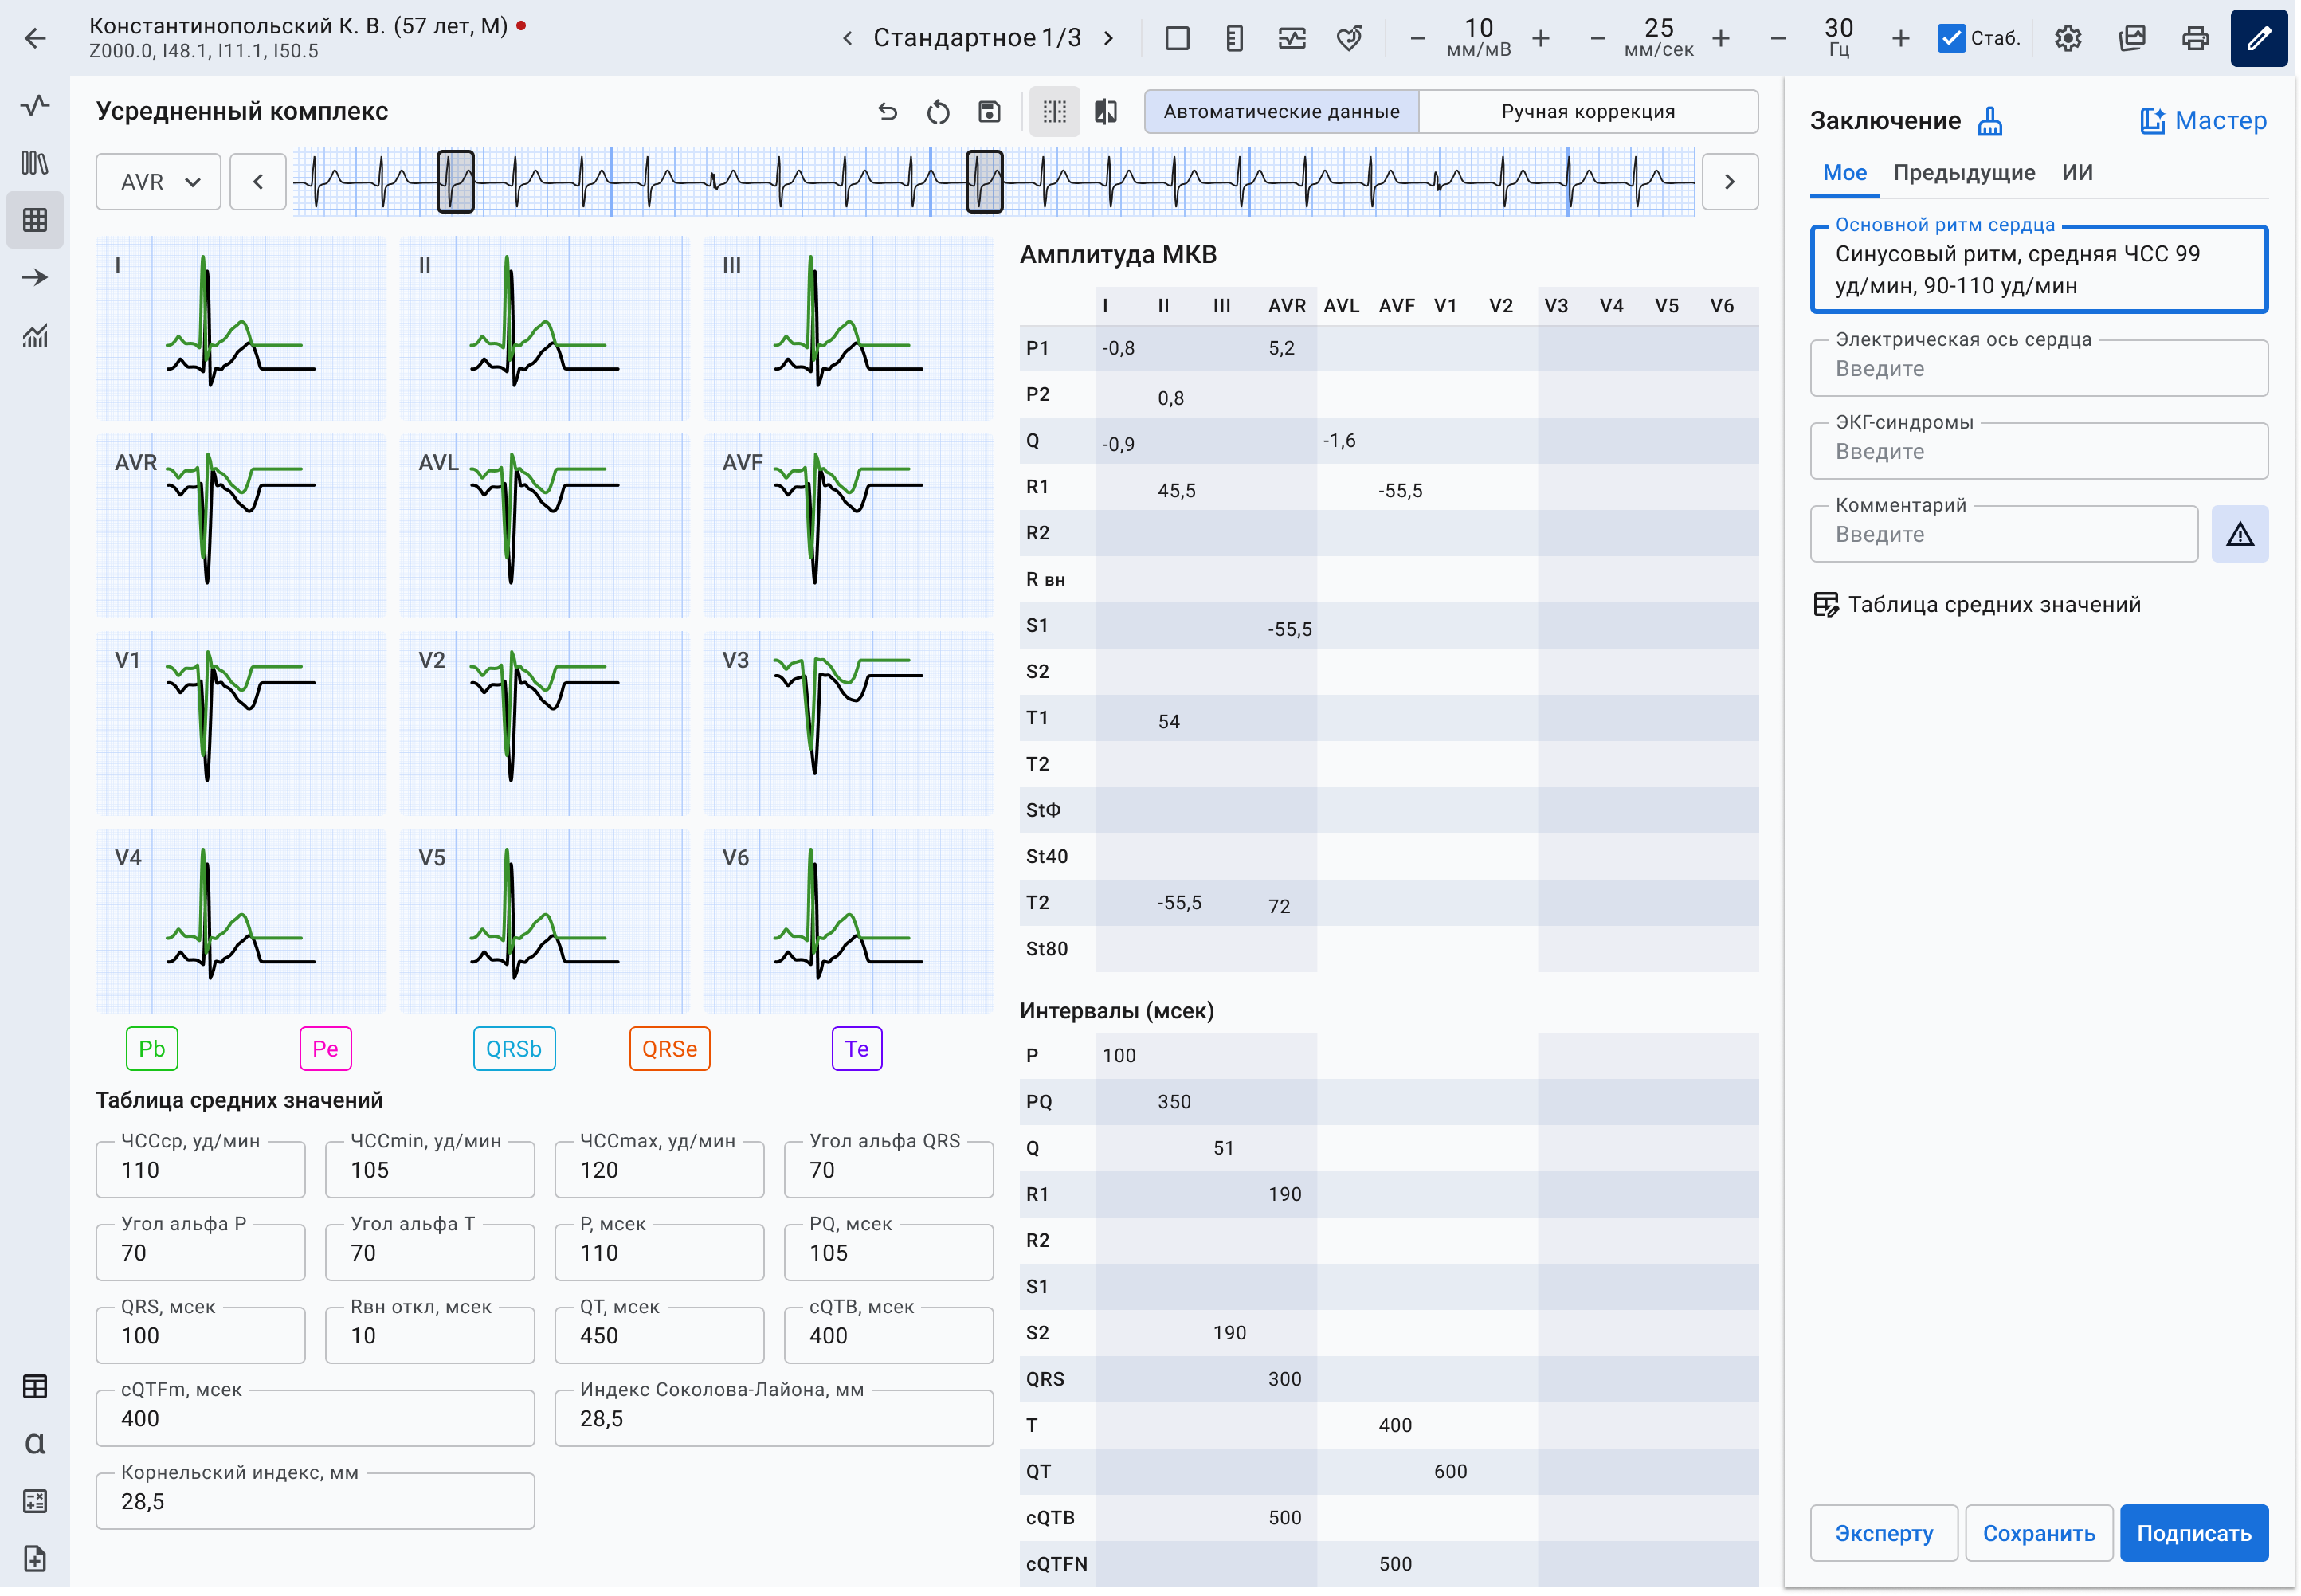 Константинопольский К. В. (57 лет, М)
Z000.0, I48.1, I11.1, I50.5
Стандартное 1/3
10
мм/мВ
25
мм/сек
30
Гц
Стаб.
Усредненный комплекс
Автоматические данные
Ручная коррекция
AVR
I
II
III
AVR
AVL
AVF
V1
V2
V3
V4
V5
V6
Pb
Pe
QRSb
QRSe
Te
Таблица средних значений
ЧССср, уд/мин
110
ЧССmin, уд/мин
105
ЧССmax, уд/мин
120
Угол альфа QRS
70
Угол альфа P
70
Угол альфа T
70
P, мсек
110
PQ, мсек
105
QRS, мсек
100
Rвн откл, мсек
10
QT, мсек
450
cQTB, мсек
400
cQTFm, мсек
400
Индекс Соколова-Лайона, мм
28,5
Корнельский индекс, мм
28,5
Амплитуда МКВ
I II III AVR AVL AVF V1 V2 V3 V4 V5 V6
P1 -0,8 5,2
P2 0,8
Q -0,9 -1,6
R1 45,5 -55,5
R2
R вн
S1 -55,5
S2
T1 54
T2
StФ
St40
T2 -55,5 72
St80
Интервалы (мсек)
P 100
PQ 350
Q 51
R1 190
R2
S1
S2 190
QRS 300
T 400
QT 600
cQTB 500
cQTFN 500
Заключение
Мастер
Мое
Предыдущие
ИИ
Основной ритм сердца
Синусовый ритм, средняя ЧСС 99
уд/мин, 90-110 уд/мин
Электрическая ось сердца
Введите
ЭКГ-синдромы
Введите
Комментарий
Введите
Таблица средних значений
Эксперту
Сохранить
Подписать
α